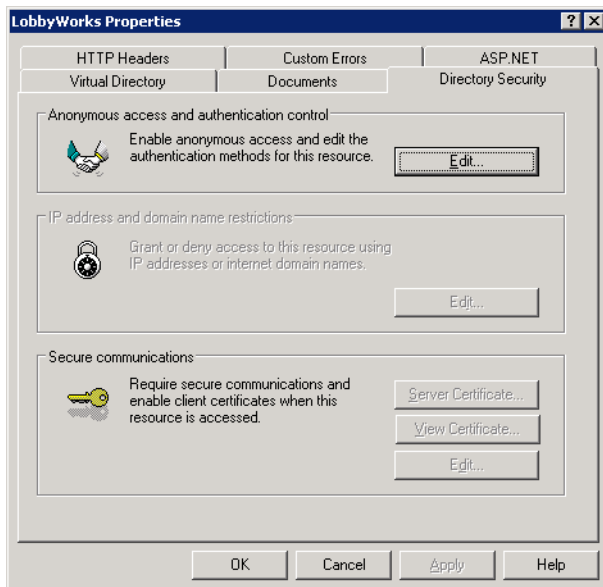 LobbyWorks Properties
HTTP Headers
Custom Errors
ASP.NET
Virtual Directory
Documents
Directory Security
Anonymous access and authentication control
Enable anonymous access and edit the
authentication methods for this resource.
Edit...
IP address and domain name restrictions
Grant or deny access to this resource using
IP addresses or internet domain names.
Edit...
Secure communications
Require secure communications and
enable client certificates when this
resource is accessed.
Server Certificate...
View Certificate...
Edit...
OK
Cancel
Apply
Help